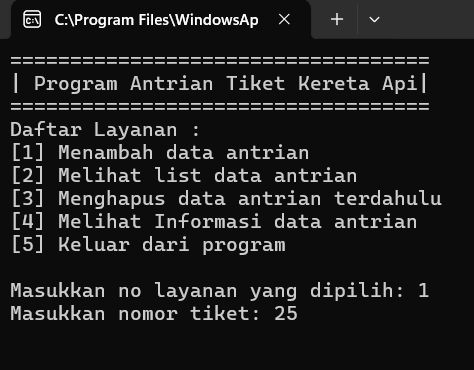 C:\Program Files\WindowsAp
===================================
| Program Antrian Tiket Kereta Api|
===================================
Daftar Layanan :
[1] Menambah data antrian
[2] Melihat list data antrian
[3] Menghapus data antrian terdahulu
[4] Melihat Informasi data antrian
[5] Keluar dari program
Masukkan no layanan yang dipilih: 1
Masukkan nomor tiket: 25